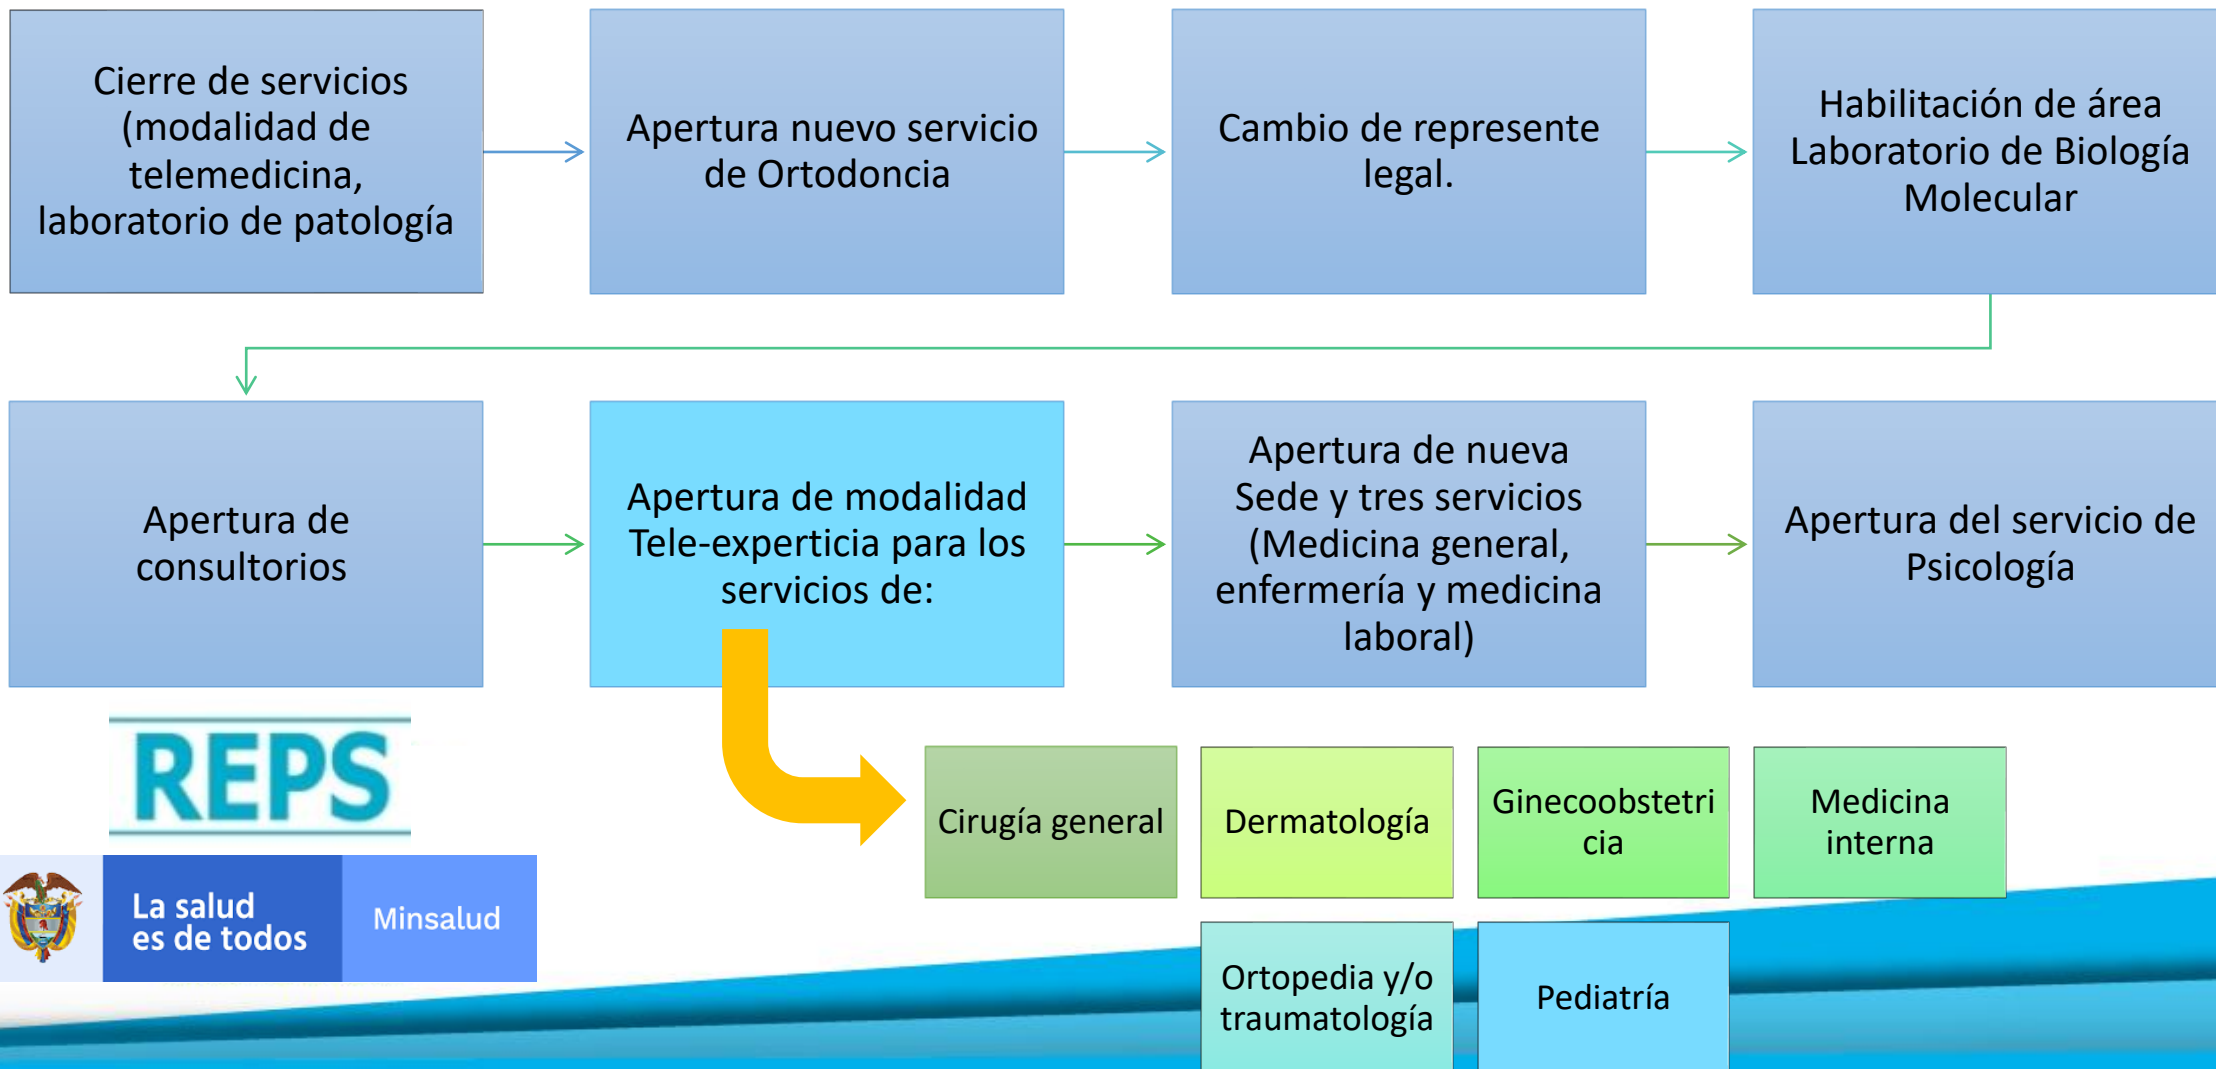 Cierre de servicios
(modalidad de
telemedicina,
laboratorio de patología
Apertura nuevo servicio
de Ortodoncia
Cambio de represente
legal.
Habilitación de área
Laboratorio de Biología
Molecular
Apertura de
consultorios
Apertura de modalidad
Tele-experticia para los
servicios de:
Apertura de nueva
Sede y tres servicios
(Medicina general,
enfermería y medicina
laboral)
Apertura del servicio de
Psicología
REPS
La salud
es de todos
Minsalud
Cirugía general
Dermatología
Ginecoobstetri
cia
Medicina
interna
Ortopedia y/o
traumatología
Pediatría